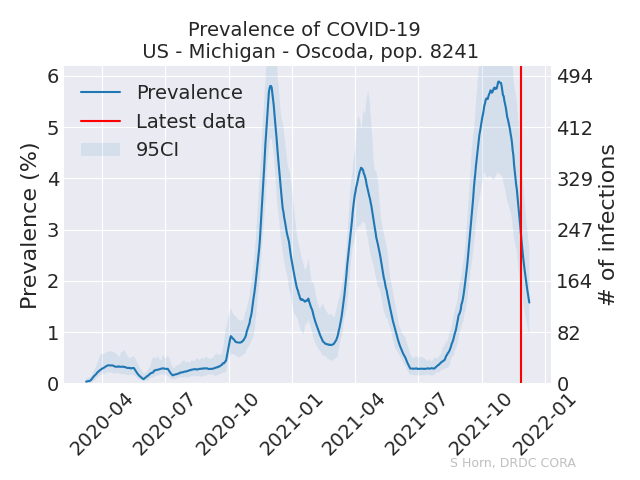 Prevalence of COVID-19
US - Michigan - Oscoda, pop. 8241
Prevalence
Latest data
95CI
Prevalence (%)
6
5
4
3
2
1
0
494
412
329
247
164
82
0
# of infections
2020-04
2020-07
2020-10
2021-01
2021-04
2021-07
2021-10
2022-01
S Horn, DRDC CORA